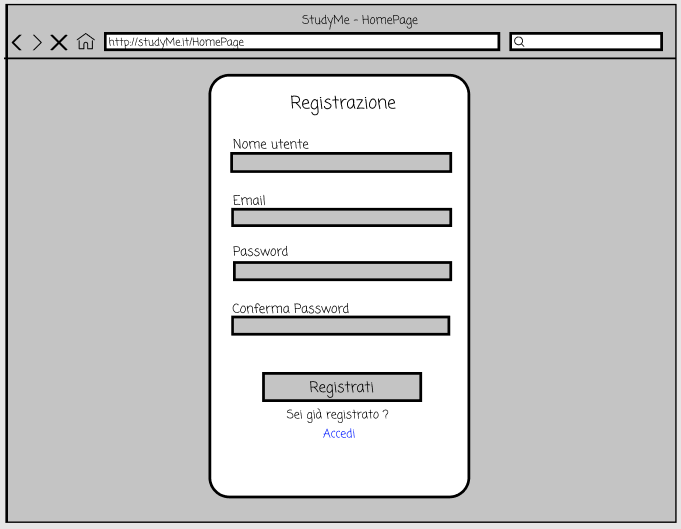 StudyMe - HomePage
http://studyMe.it/HomePage
Registrazione
Nome utente
Email
Password
Conferma Password
Registrati
Sei già registrato ?
Accedi